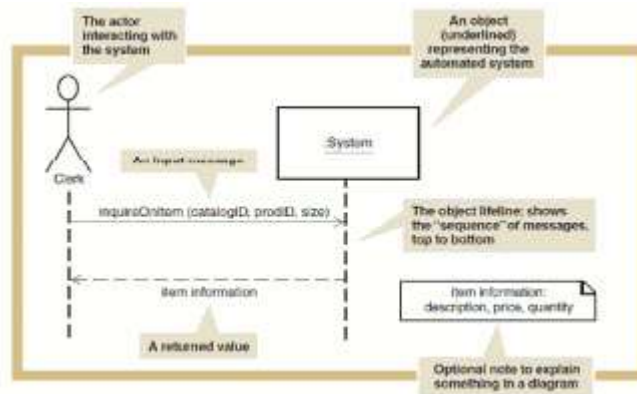 The actor
interacting with
the system
An object
(underlined)
representing the
automated system
:System
An input message
Clerk
inquireOnItem (catalogID, prodID, size)
The object lifeline: shows
the "sequence" of messages,
top to bottom
item information
item information:
description, price, quantity
A returned value
Optional note to explain
something in a diagram